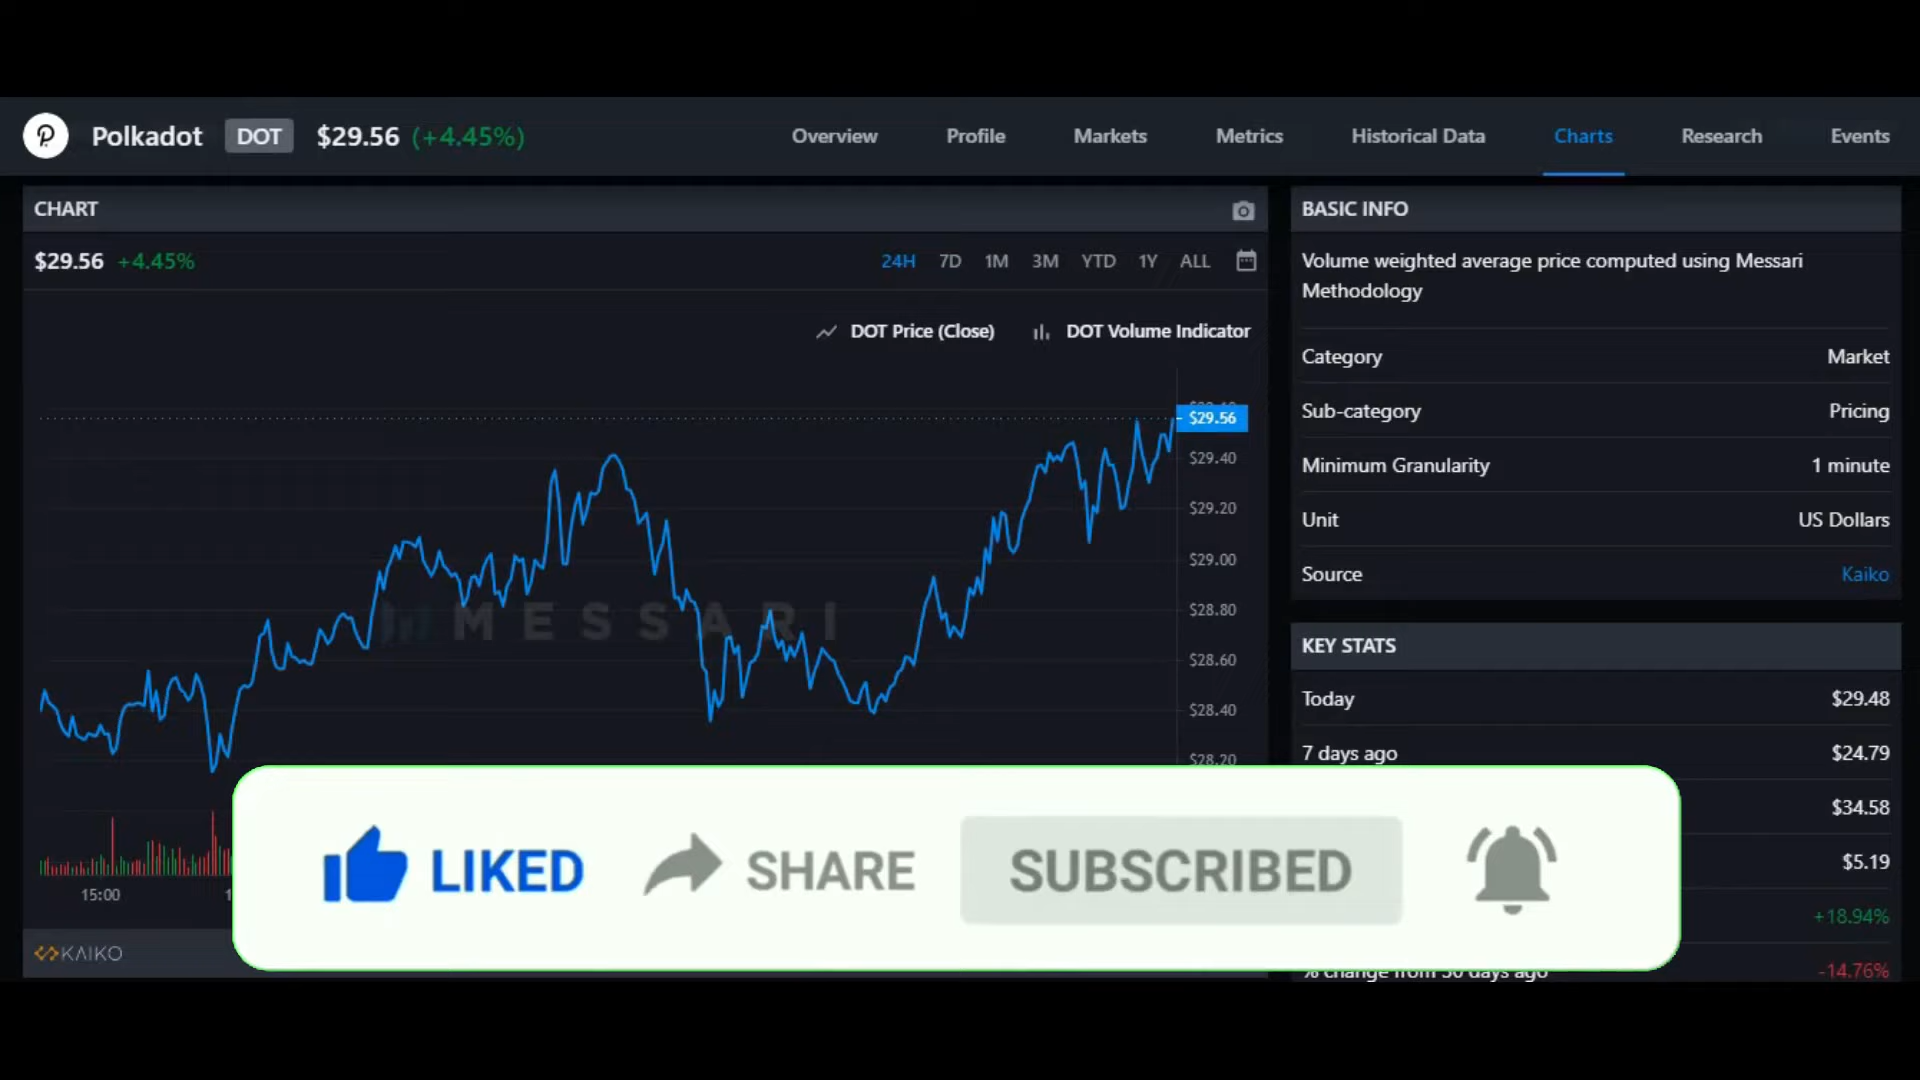 Polkadot DOT $29.56 (+4.45%) Overview Profile Markets Metrics Historical Data Charts Research Events
CHART
$29.56 +4.45% 24H 7D 1M 3M YTD 1Y ALL
DOT Price (Close) DOT Volume Indicator
$29.56
$29.40
$29.20
$29.00
$28.80
MESSARI
$28.60
$28.40
$28.20
15:00
KAIKO
BASIC INFO
Volume weighted average price computed using Messari
Methodology
Category Market
Sub-category Pricing
Minimum Granularity 1 minute
Unit US Dollars
Source Kaiko
KEY STATS
Today $29.48
7 days ago $24.79
$34.58
$5.19
+18.94%
% change from 30 days ago -14.76%
LIKED SHARE SUBSCRIBED